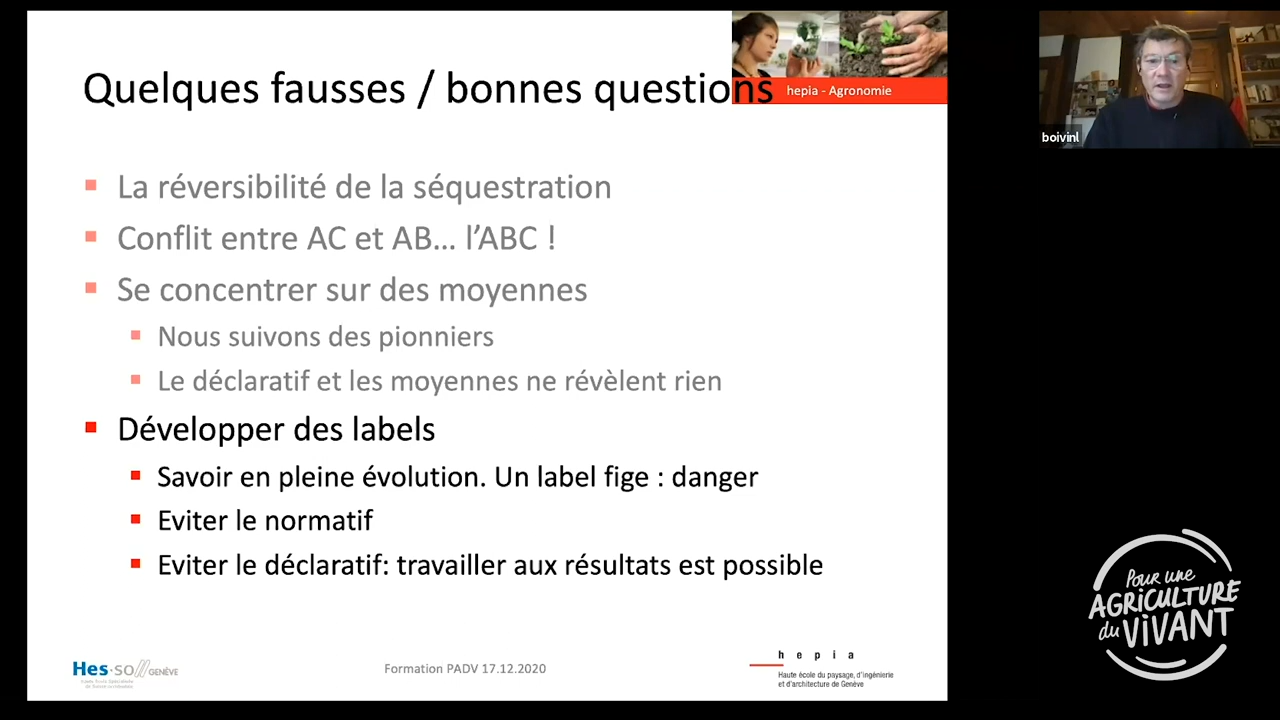 Quelques fausses / bonnes questions
hepia - Agronomie
boivinl
La réversibilité de la séquestration
Conflit entre AC et AB... l'ABC !
Se concentrer sur des moyennes
Nous suivons des pionniers
Le déclaratif et les moyennes ne révèlent rien
Développer des labels
Savoir en pleine évolution. Un label fige : danger
Eviter le normatif
Eviter le déclaratif: travailler aux résultats est possible
Pour une
AGRICULTURE
du VIVANT
Hes·so GENÈVE
Formation PADV 17.12.2020
hepia
Haute école du paysage, d'ingénierie
et d'architecture de Genève